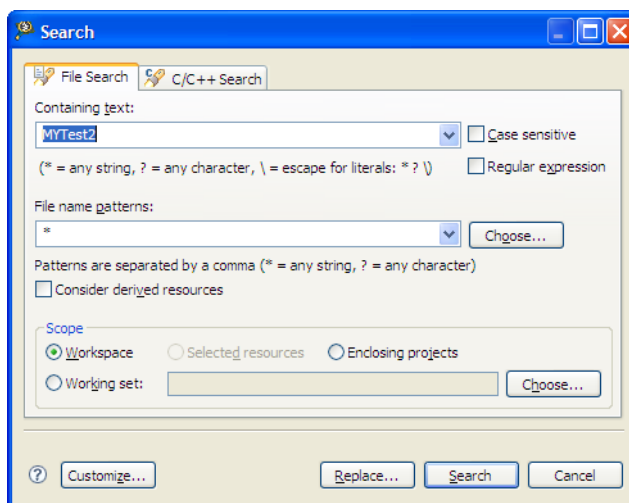 Search
File Search C/C++ Search
Containing text:
MYTest2 Case sensitive
(* = any string, ? = any character, \ = escape for literals: * ? \) Regular expression
File name patterns:
* Choose...
Patterns are separated by a comma (* = any string, ? = any character)
Consider derived resources
Scope
Workspace Selected resources Enclosing projects
Working set: Choose...
? Customize... Replace... Search Cancel